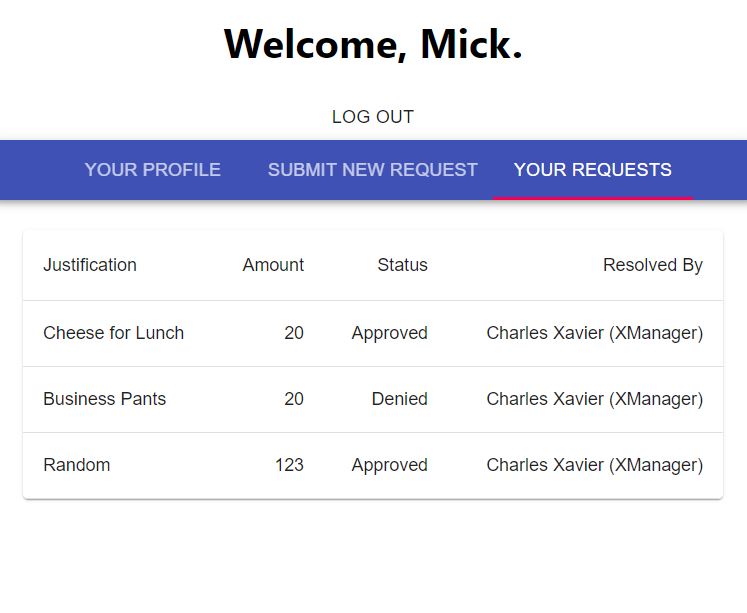 Welcome, Mick.
LOG OUT
YOUR PROFILE SUBMIT NEW REQUEST YOUR REQUESTS
Justification Amount Status Resolved By
Cheese for Lunch 20 Approved Charles Xavier (XManager)
Business Pants 20 Denied Charles Xavier (XManager)
Random 123 Approved Charles Xavier (XManager)